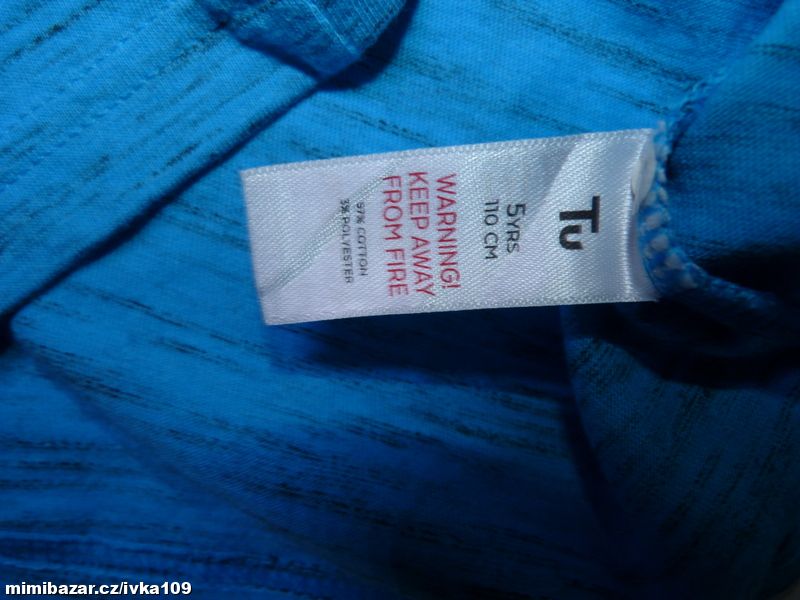 Tu
5YRS
110 CM
WARNING!
KEEP AWAY
FROM FIRE
97% COTTON
3% POLYESTER
mimibazar.cz/ivka109